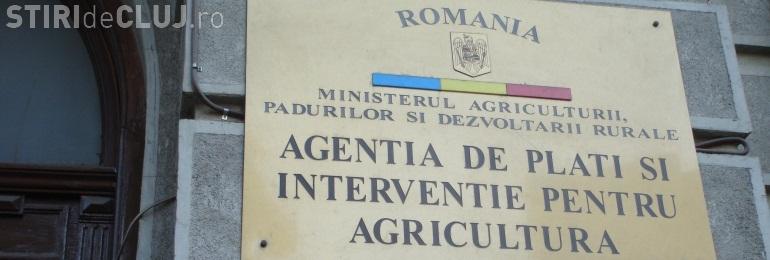 STIRIdeCLUJ.ro
ROMANIA
MINISTERUL AGRICULTURII,
PADURILOR SI DEZVOLTARII RURALE
AGENTIA DE PLATI SI
INTERVENTIE PENTRU
AGRICULTURA